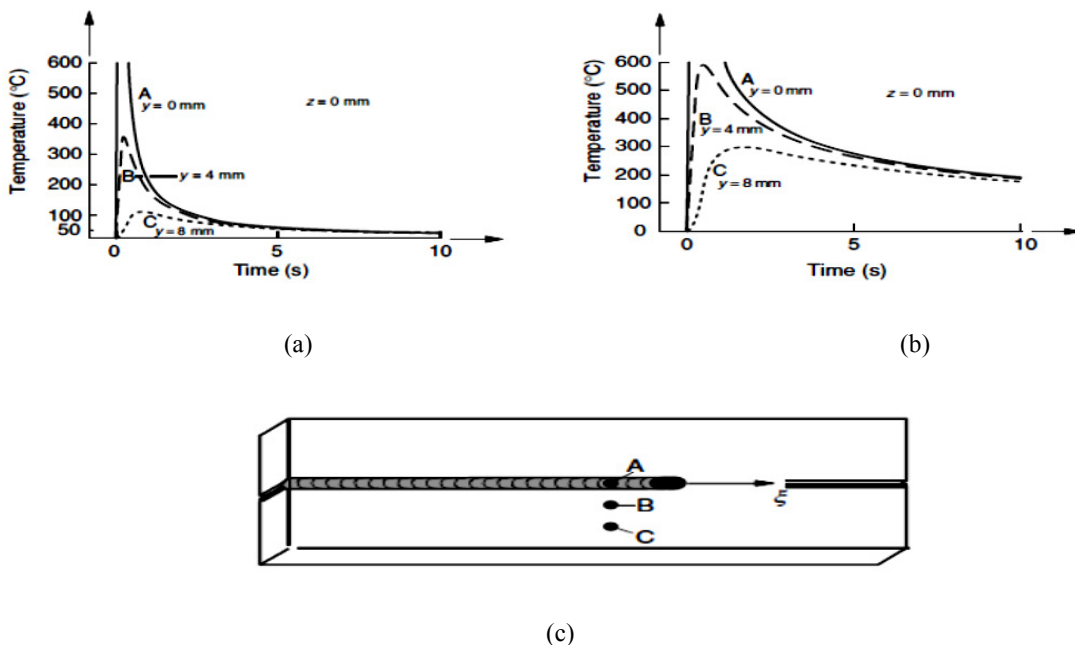 600
500
400
300
200
100
50
Temperature (°C)
A
y = 0 mm
z = 0 mm
B
y = 4 mm
C
y = 8 mm
0
5
10
Time (s)
(a)
600
500
400
300
200
100
0
Temperature (°C)
A
y = 0 mm
z = 0 mm
B
y = 4 mm
C
y = 8 mm
0
5
10
Time (s)
(b)
A
B
C
ξ
(c)